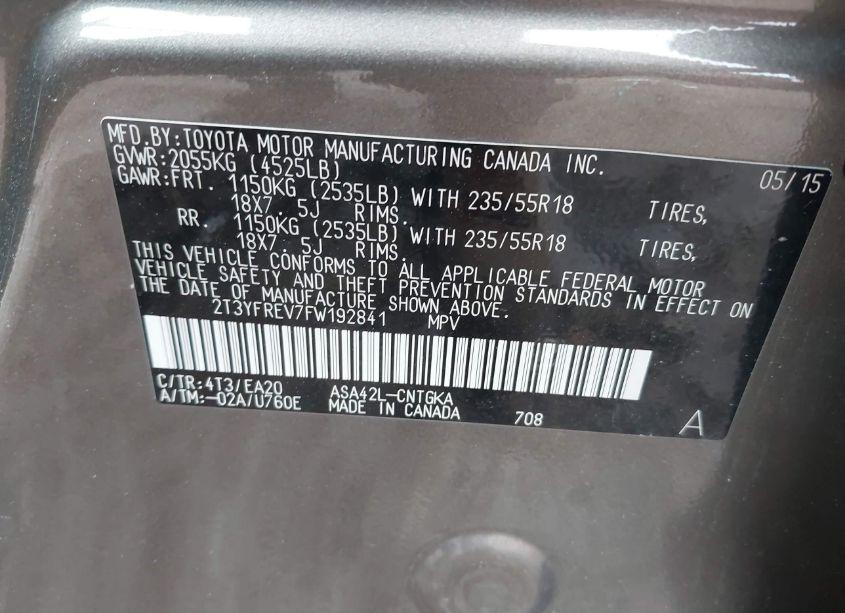 MFD.BY:TOYOTA MOTOR MANUFACTURING CANADA INC.
GVWR:2055KG (4525LB) 05/15
GAWR:FRT. 1150KG (2535LB) WITH 235/55R18 TIRES,
18X7. 5J RIMS.
RR. 1150KG (2535LB) WITH 235/55R18 TIRES,
18X7. 5J RIMS.
THIS VEHICLE CONFORMS TO ALL APPLICABLE FEDERAL MOTOR
VEHICLE SAFETY AND THEFT PREVENTION STANDARDS IN EFFECT ON
THE DATE OF MANUFACTURE SHOWN ABOVE.
2T3YFREV7FW192841 MPV
C/TR:4T3/EA20 ASA42L-CNTGKA
A/TM:-02A/U760E MADE IN CANADA 708 A